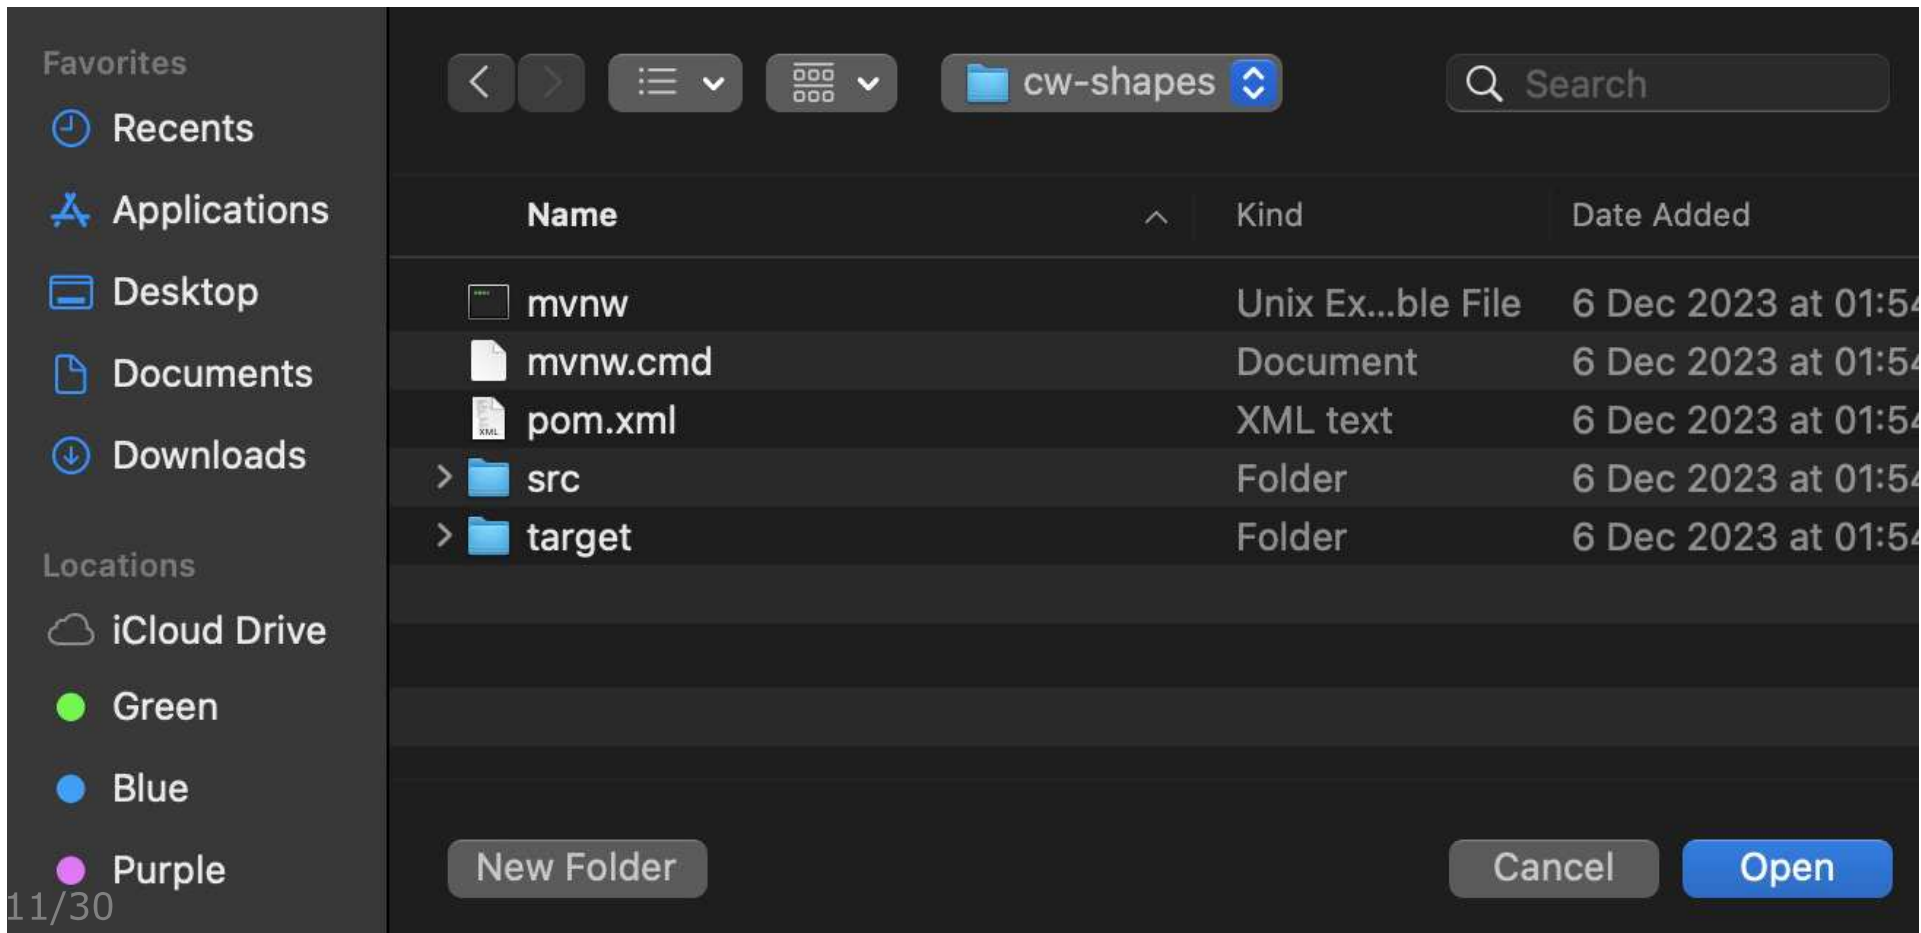 Favorites
Recents
Applications
Desktop
Documents
Downloads
Locations
iCloud Drive
Green
Blue
Purple
11/30
cw-shapes
Search
Name Kind Date Added
mvnw Unix Ex...ble File 6 Dec 2023 at 01:54
mvnw.cmd Document 6 Dec 2023 at 01:54
pom.xml XML text 6 Dec 2023 at 01:54
src Folder 6 Dec 2023 at 01:54
target Folder 6 Dec 2023 at 01:54
New Folder Cancel Open